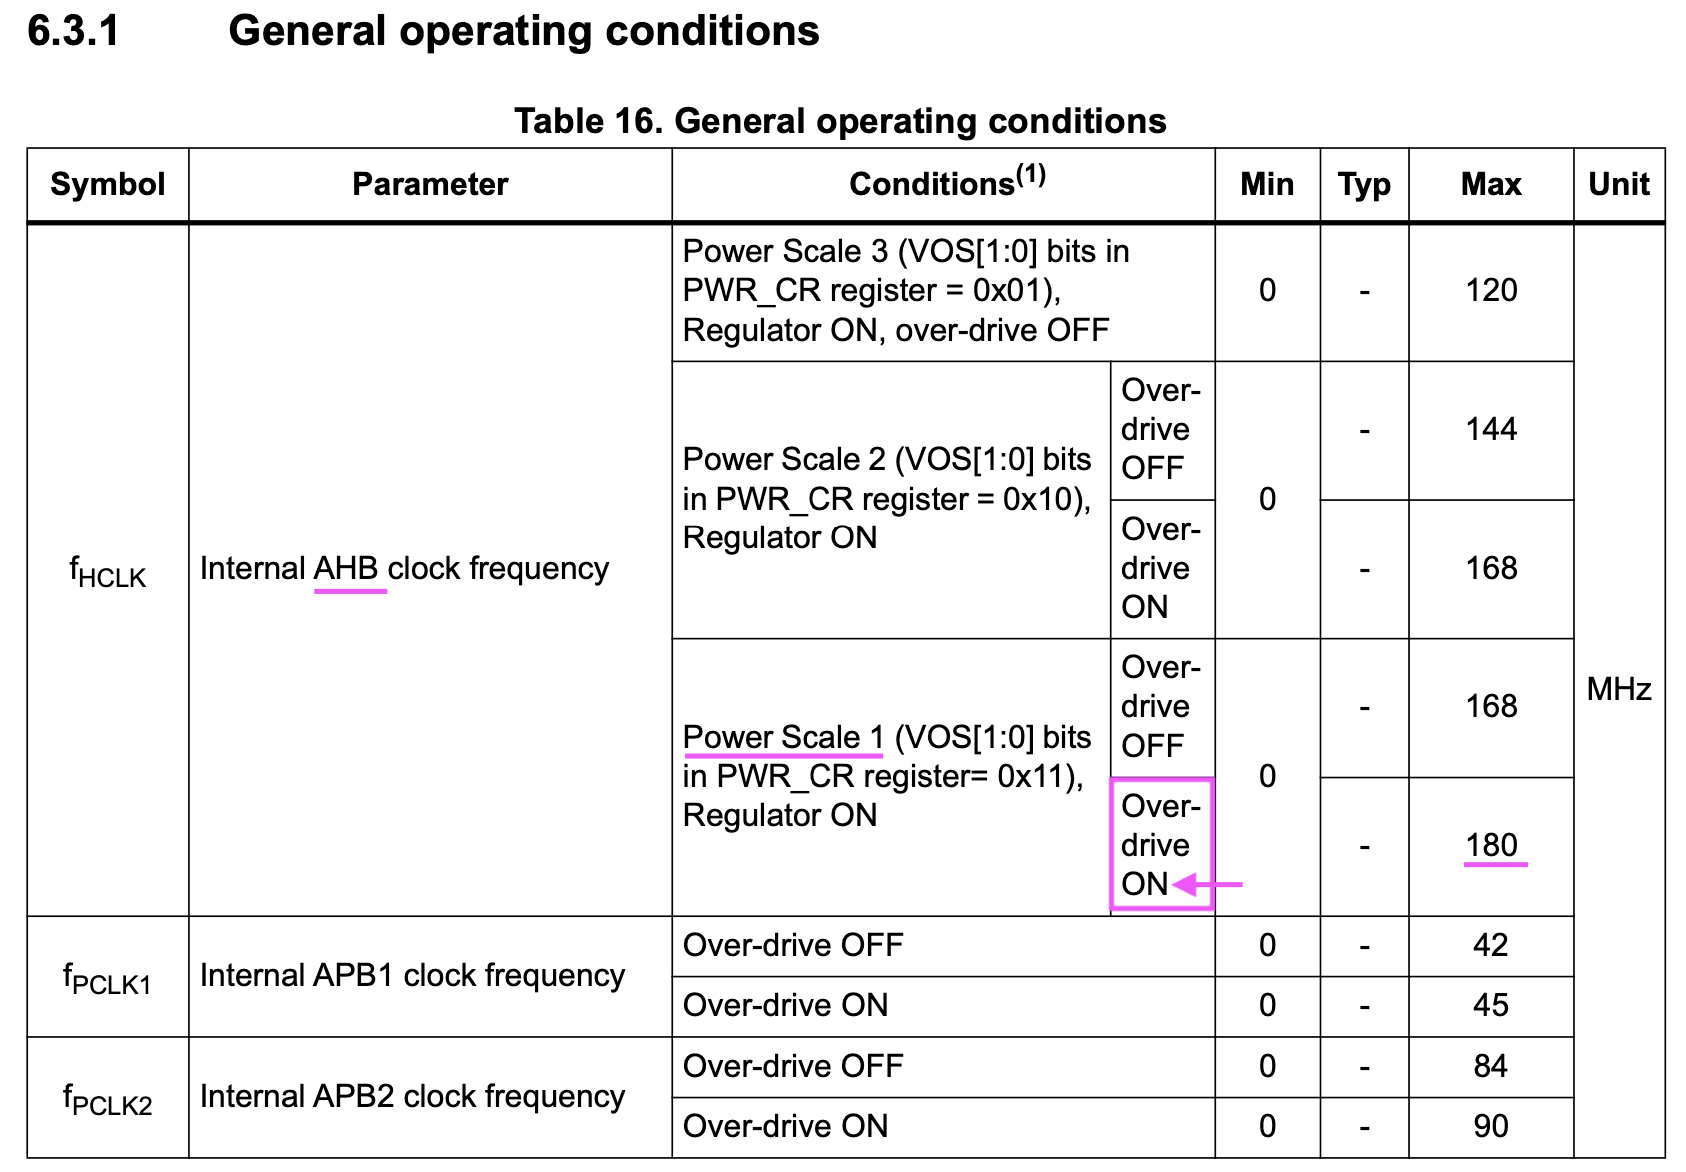 6.3.1 General operating conditions
Table 16. General operating conditions
Symbol Parameter Conditions(1) Min Typ Max Unit
fHCLK Internal AHB clock frequency
Power Scale 3 (VOS[1:0] bits in
PWR_CR register = 0x01),
Regulator ON, over-drive OFF
0 - 120
Power Scale 2 (VOS[1:0] bits
in PWR_CR register = 0x10),
Regulator ON
Over-
drive
OFF
0 - 144
Over-
drive
ON
- 168
Power Scale 1 (VOS[1:0] bits
in PWR_CR register= 0x11),
Regulator ON
Over-
drive
OFF
0 - 168
Over-
drive
ON
- 180
MHz
fPCLK1 Internal APB1 clock frequency
Over-drive OFF 0 - 42
Over-drive ON 0 - 45
fPCLK2 Internal APB2 clock frequency
Over-drive OFF 0 - 84
Over-drive ON 0 - 90